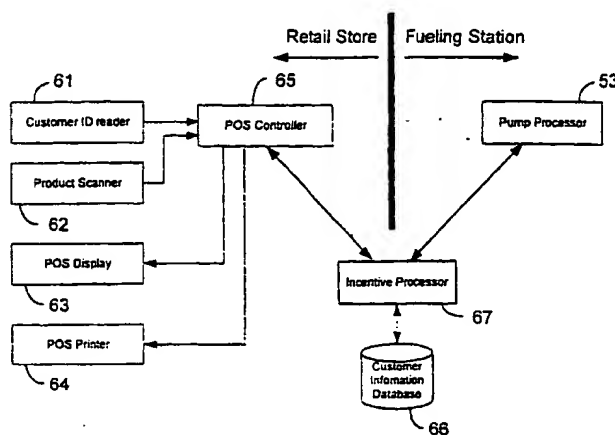 Retail Store
Fueling Station
61
65
53
Customer ID reader
POS Controller
Pump Processor
Product Scanner
62
POS Display
63
Incentive Processor
67
POS Printer
64
Customer
Infomation
Database
66